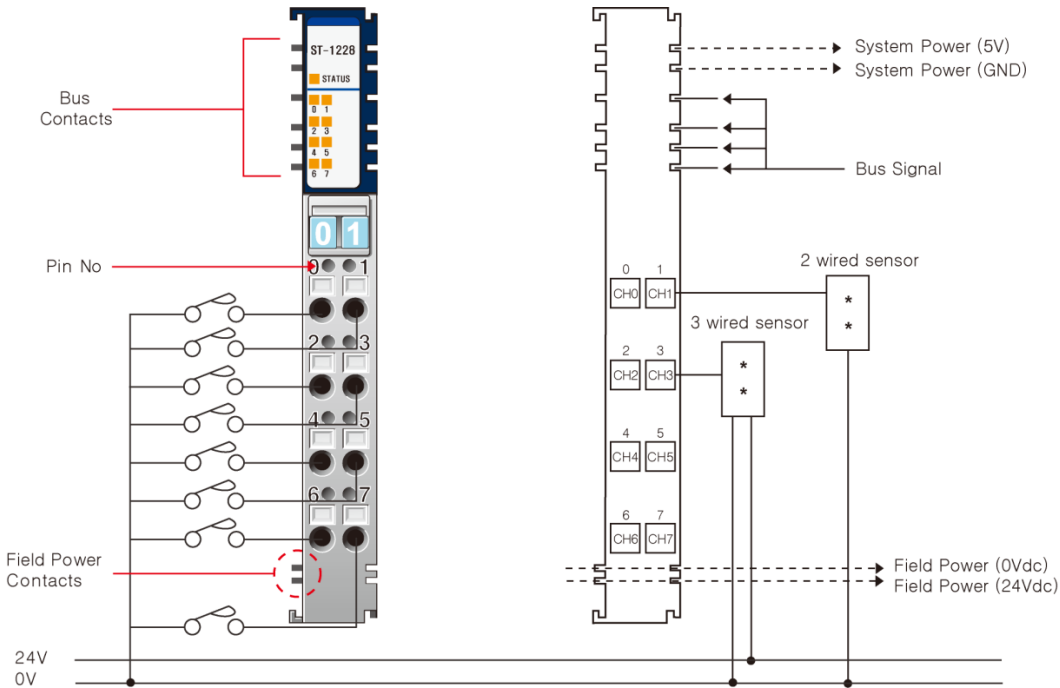 ST-1228
STATUS
0 1
2 3
4 5
6 7
Bus
Contacts
01
Pin No
0 1
2 3
4 5
6 7
Field Power
Contacts
24V
0V
System Power (5V)
System Power (GND)
Bus Signal
2 wired sensor
3 wired sensor
0 1
CH0 CH1
* *
2 3
CH2 CH3
* *
4 5
CH4 CH5
6 7
CH6 CH7
Field Power (0Vdc)
Field Power (24Vdc)